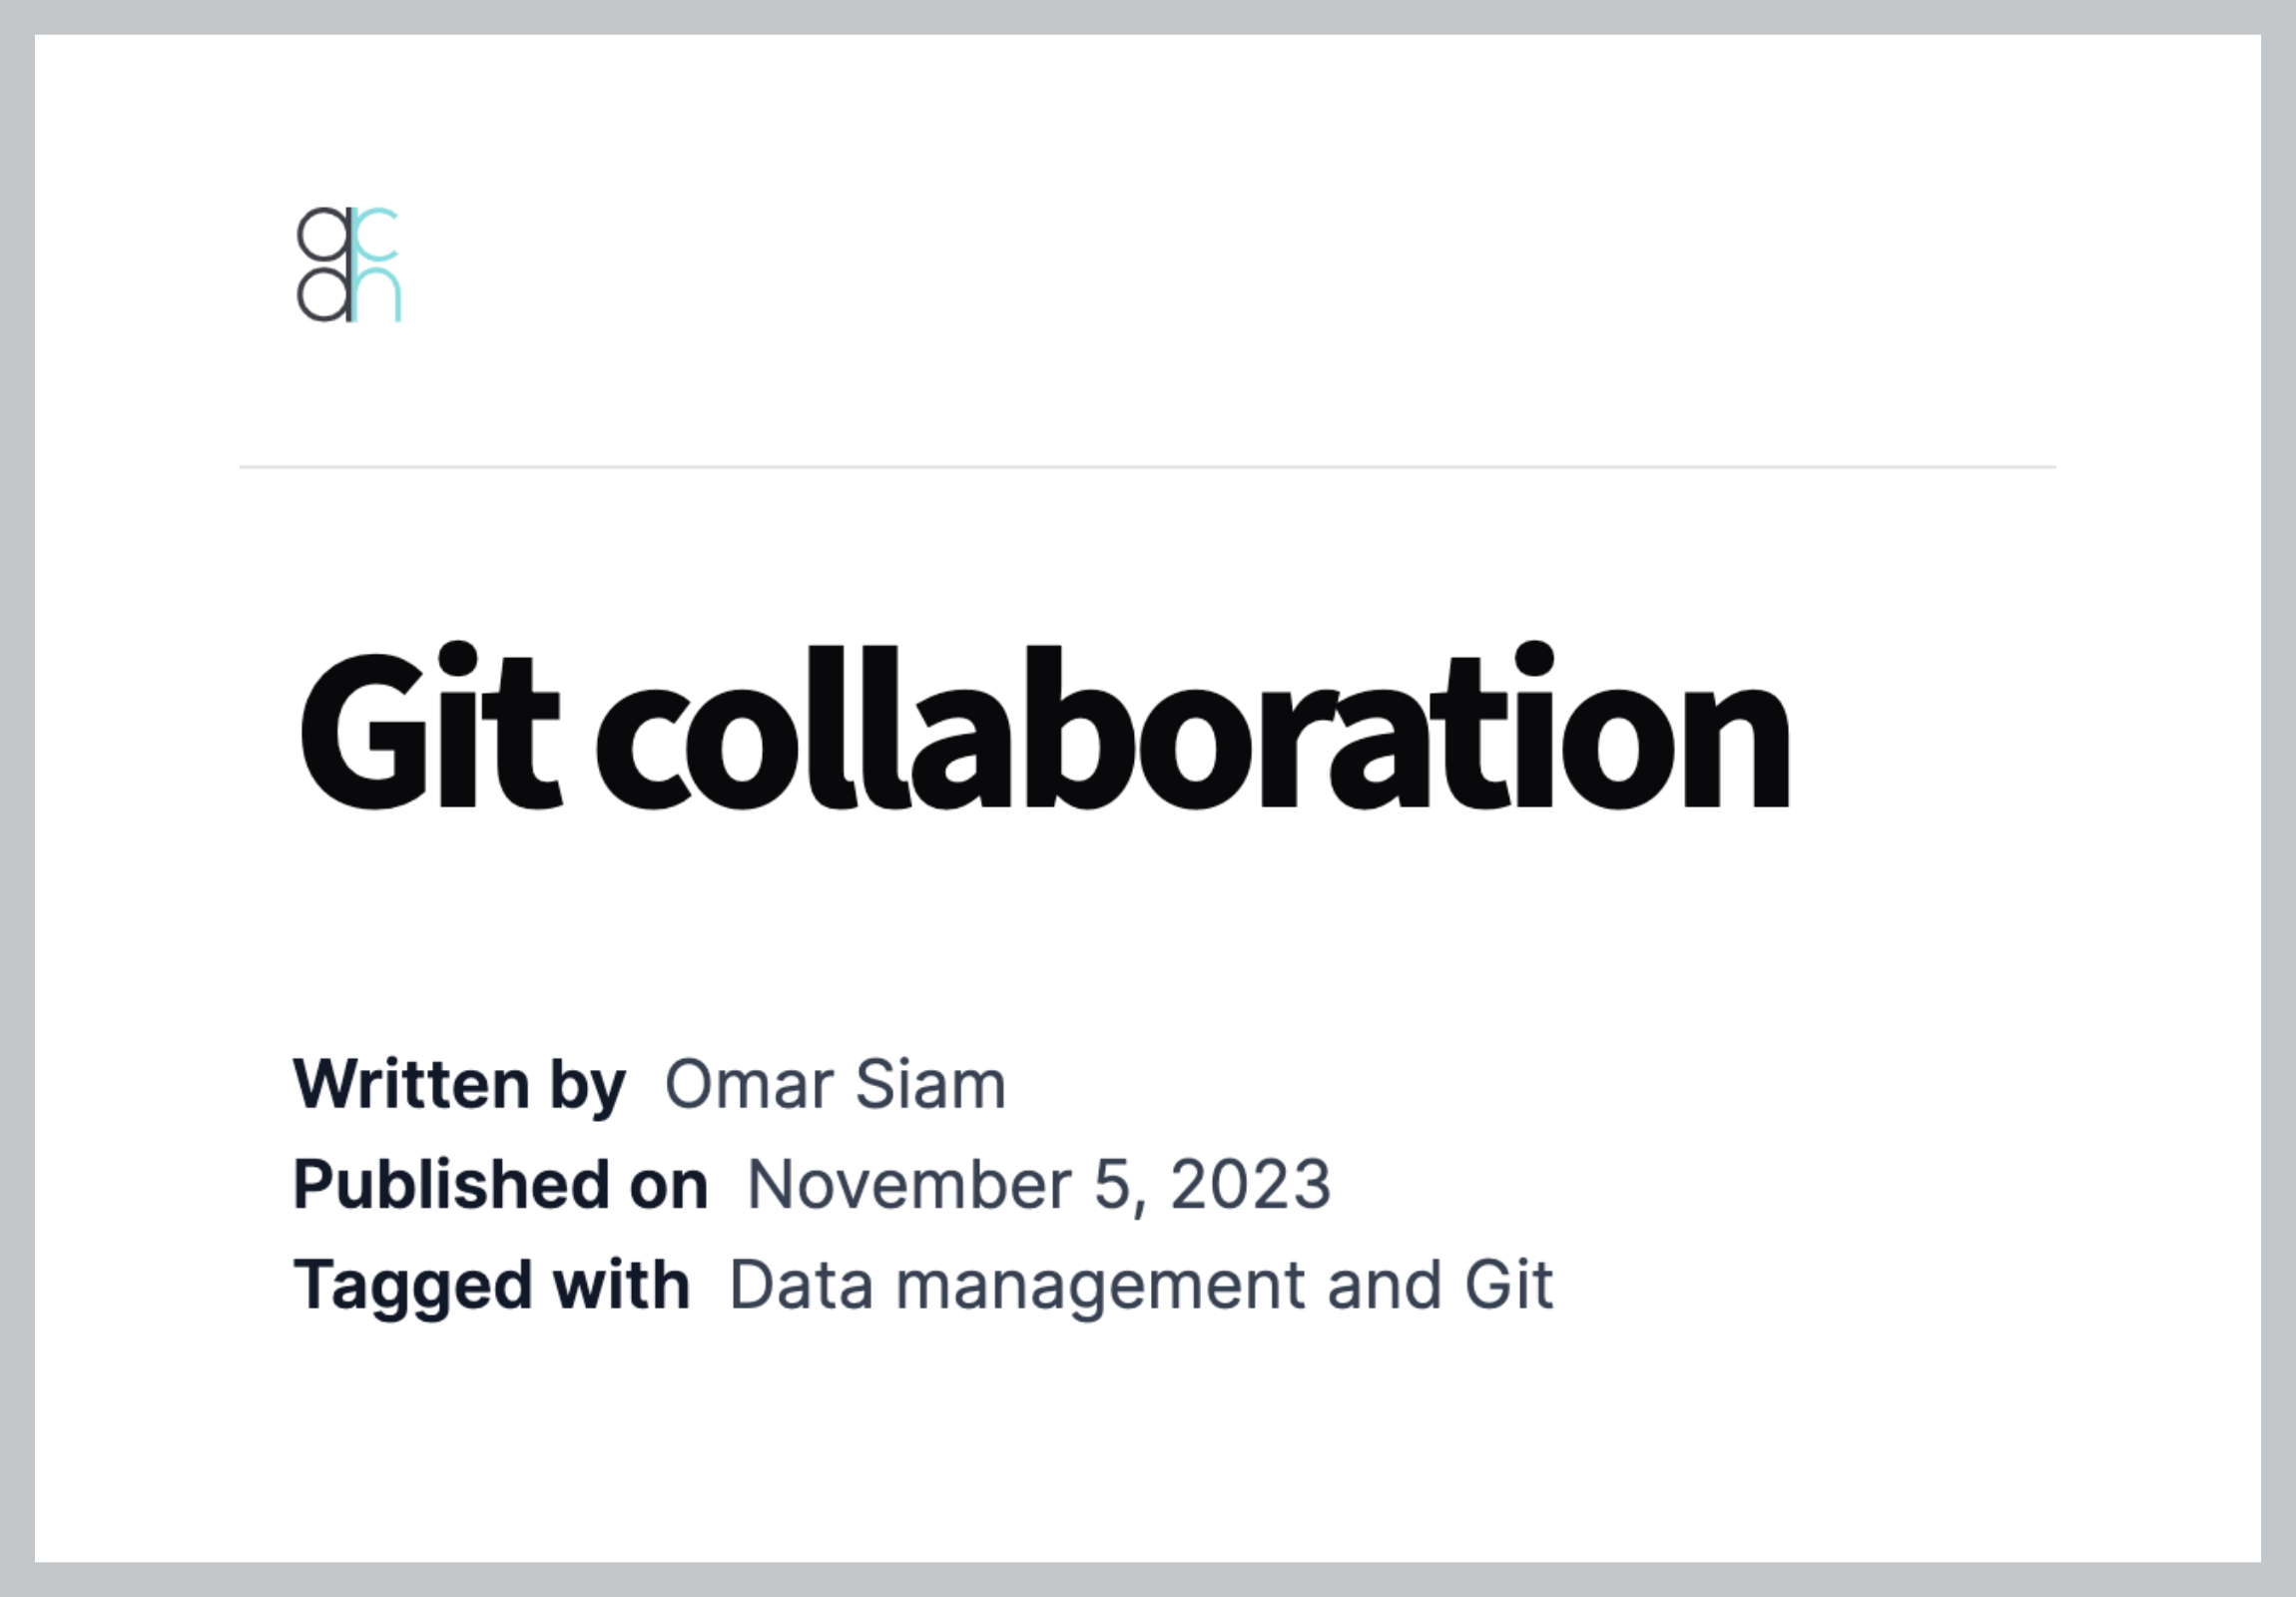 ac
dh
Git collaboration
Written by Omar Siam
Published on November 5, 2023
Tagged with Data management and Git